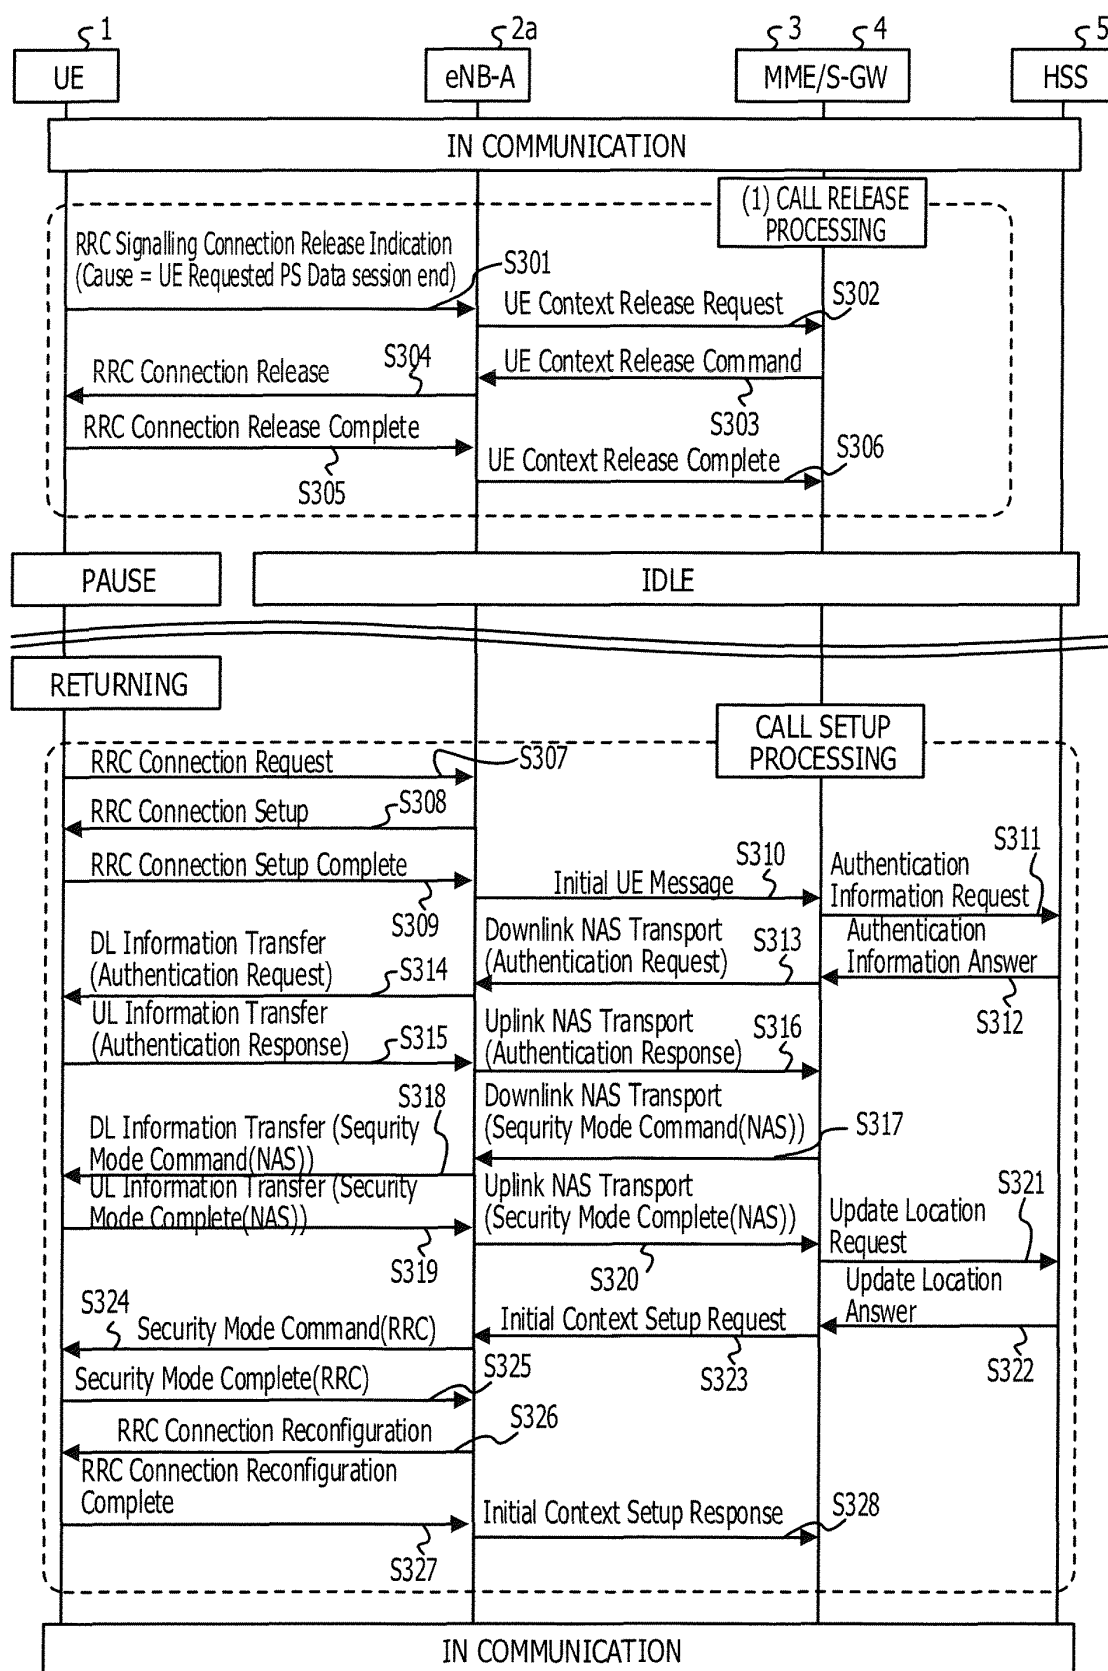 1
2a
3
4
5
UE
eNB-A
MME/S-GW
HSS
IN COMMUNICATION
(1) CALL RELEASE
PROCESSING
RRC Signalling Connection Release Indication
(Cause = UE Requested PS Data session end)
S301
UE Context Release Request
S302
RRC Connection Release
S304
UE Context Release Command
S303
RRC Connection Release Complete
S305
UE Context Release Complete
S306
PAUSE
IDLE
RETURNING
CALL SETUP
PROCESSING
RRC Connection Request
S307
RRC Connection Setup
S308
RRC Connection Setup Complete
S309
Initial UE Message
S310
Authentication
Information Request
S311
Authentication
Information Answer
S312
Downlink NAS Transport
(Authentication Request)
S313
DL Information Transfer
(Authentication Request)
S314
UL Information Transfer
(Authentication Response)
S315
Uplink NAS Transport
(Authentication Response)
S316
Downlink NAS Transport
(Sequrity Mode Command(NAS))
S317
S318
DL Information Transfer (Sequrity
Mode Command(NAS))
UL Information Transfer (Security
Mode Complete(NAS))
S319
Uplink NAS Transport
(Security Mode Complete(NAS))
S320
Update Location
Request
S321
Update Location
Answer
S322
Initial Context Setup Request
S323
S324
Security Mode Command(RRC)
Security Mode Complete(RRC)
S325
RRC Connection Reconfiguration
S326
RRC Connection Reconfiguration
Complete
S327
Initial Context Setup Response
S328
IN COMMUNICATION